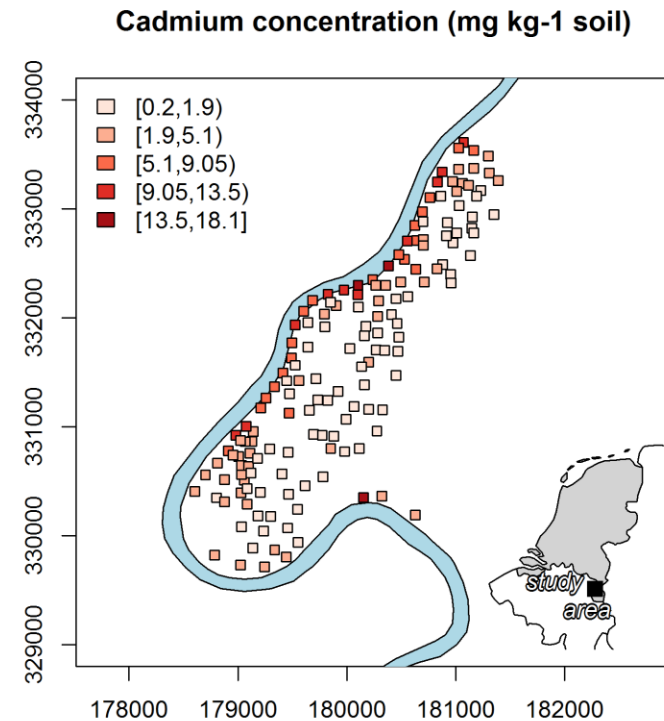 Cadmium concentration (mg kg-1 soil)
334000
333000
332000
331000
330000
329000
[0.2,1.9)
[1.9,5.1)
[5.1,9.05)
[9.05,13.5)
[13.5,18.1]
study
area
178000 179000 180000 181000 182000